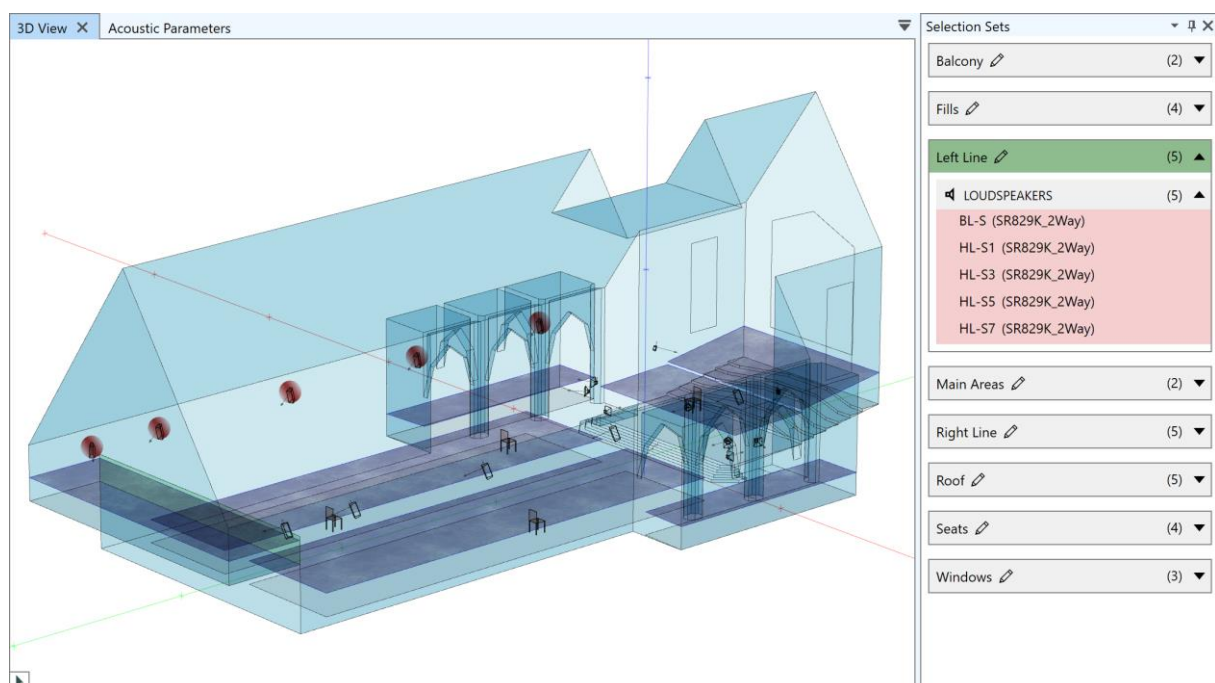 3D View
Acoustic Parameters
Selection Sets
Balcony (2)
Fills (4)
Left Line (5)
LOUDSPEAKERS (5)
BL-S (SR829K_2Way)
HL-S1 (SR829K_2Way)
HL-S3 (SR829K_2Way)
HL-S5 (SR829K_2Way)
HL-S7 (SR829K_2Way)
Main Areas (2)
Right Line (5)
Roof (5)
Seats (4)
Windows (3)